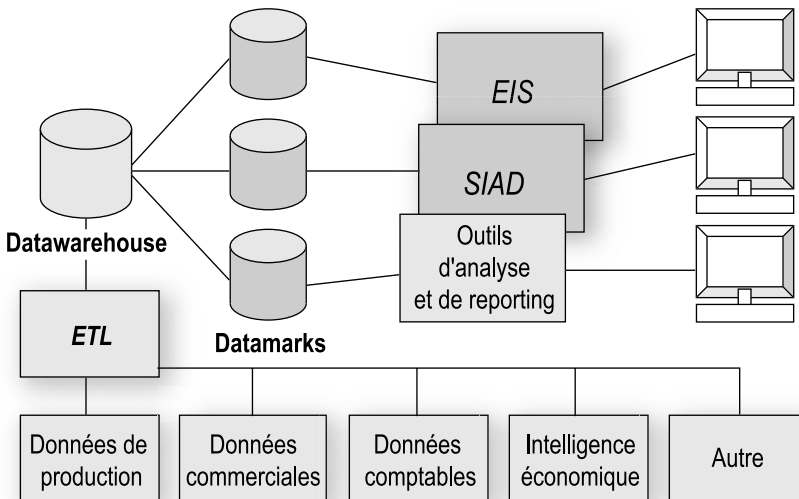 EIS
SIAD
Datawarehouse
Outils
d'analyse
et de reporting
ETL
Datamarks
Données de
production
Données
commerciales
Données
comptables
Intelligence
économique
Autre